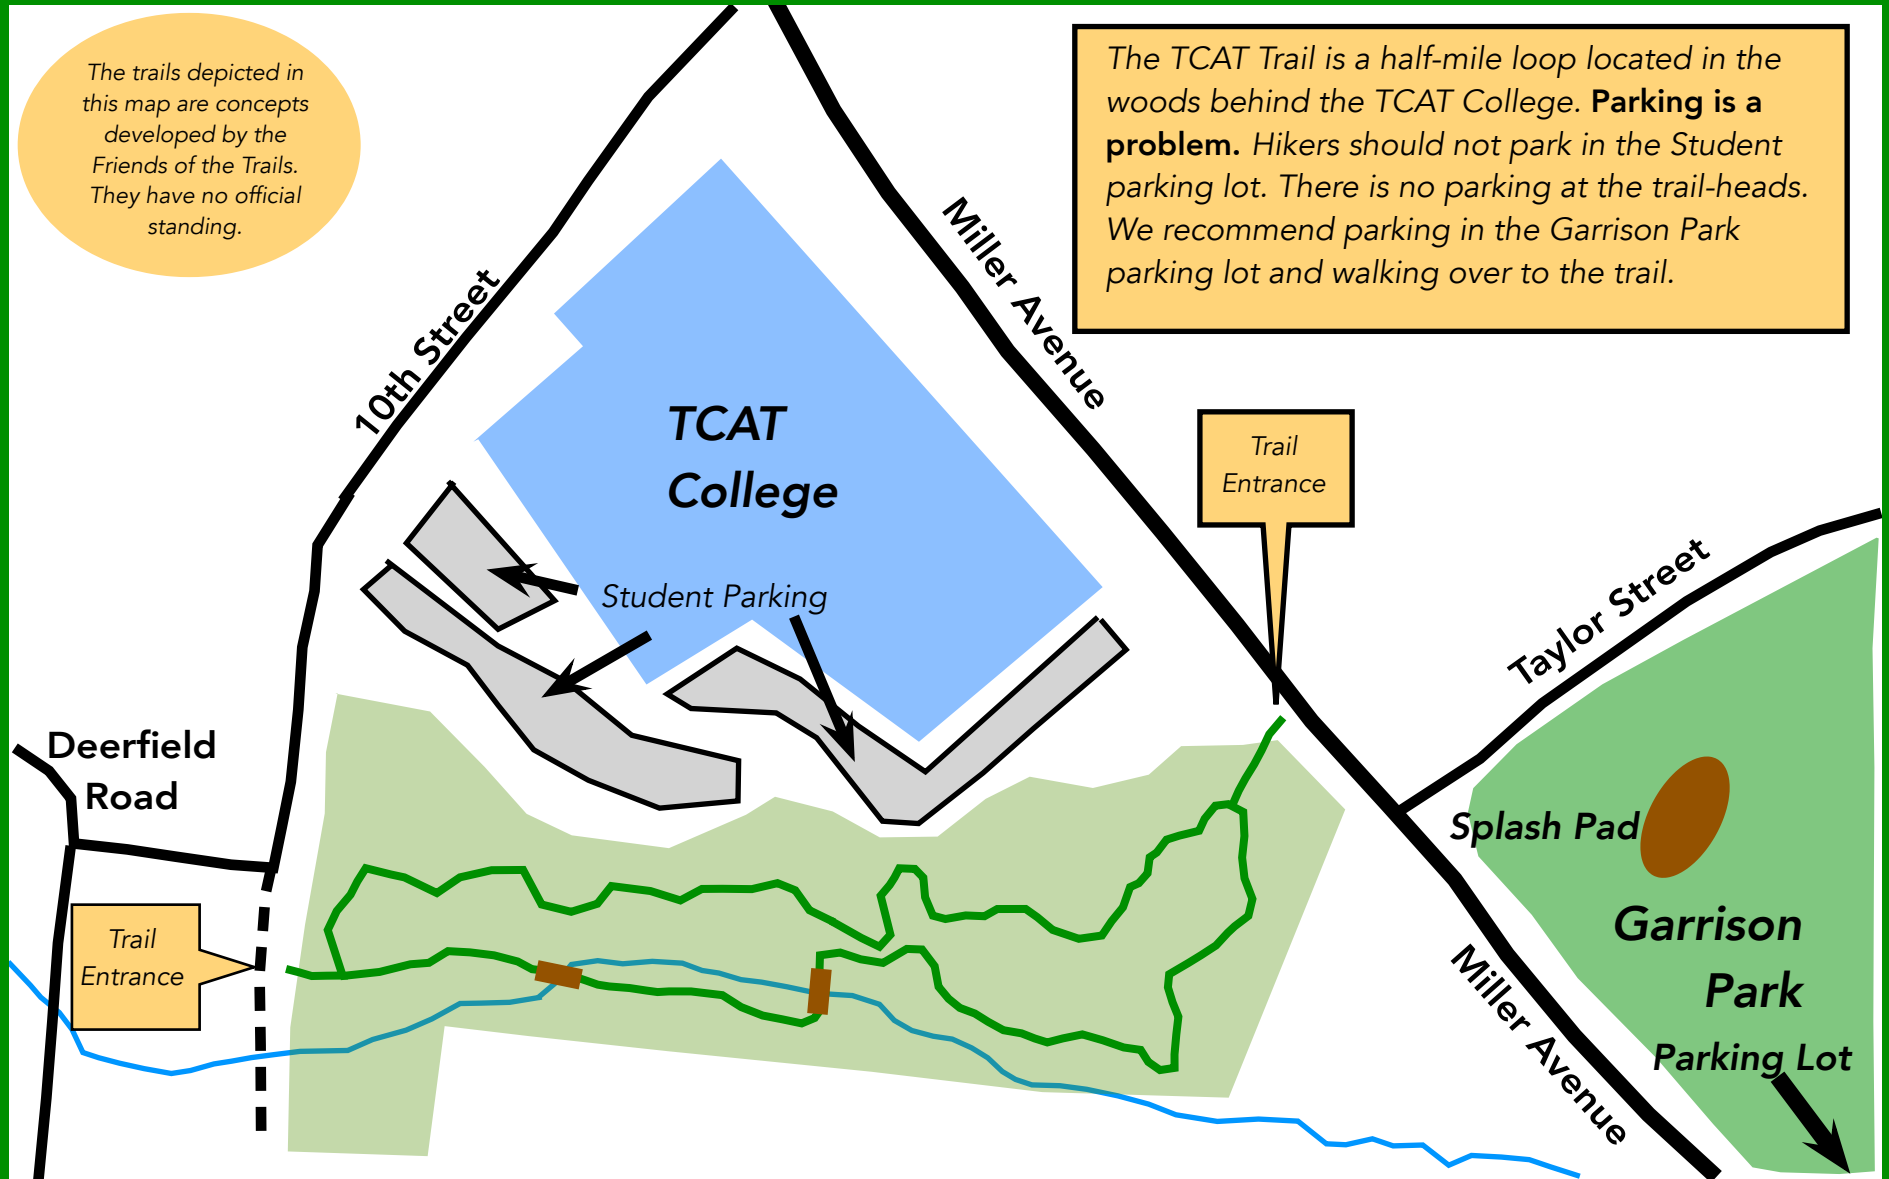 The trails depicted in
this map are concepts
developed by the
Friends of the Trails.
They have no official
standing.
The TCAT Trail is a half-mile loop located in the
woods behind the TCAT College. Parking is a
problem. Hikers should not park in the Student
parking lot. There is no parking at the trail-heads.
We recommend parking in the Garrison Park
parking lot and walking over to the trail.
10th Street
Miller Avenue
TCAT
College
Trail
Entrance
Student Parking
Taylor Street
Deerfield
Road
Splash Pad
Trail
Entrance
Garrison
Park
Miller Avenue
Parking Lot